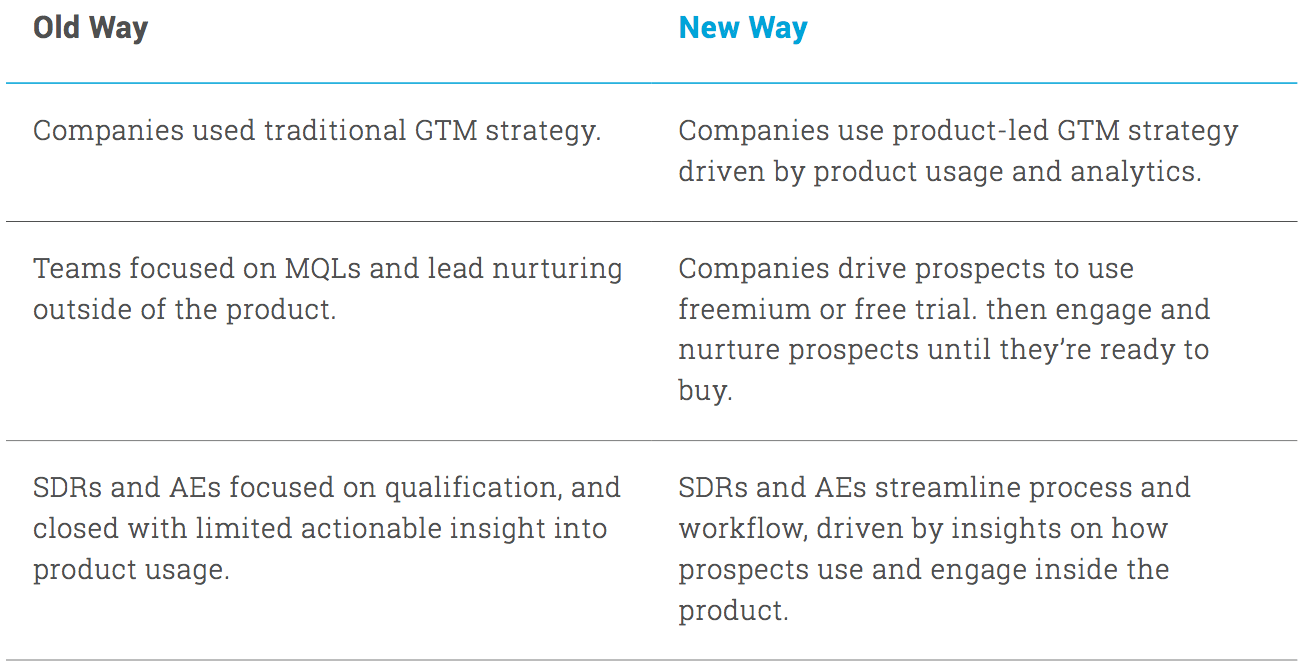 Old Way
New Way
Companies used traditional GTM strategy.
Companies use product-led GTM strategy
driven by product usage and analytics.
Teams focused on MQLs and lead nurturing
outside of the product.
Companies drive prospects to use
freemium or free trial. then engage and
nurture prospects until they’re ready to
buy.
SDRs and AEs focused on qualification, and
closed with limited actionable insight into
product usage.
SDRs and AEs streamline process and
workflow, driven by insights on how
prospects use and engage inside the
product.